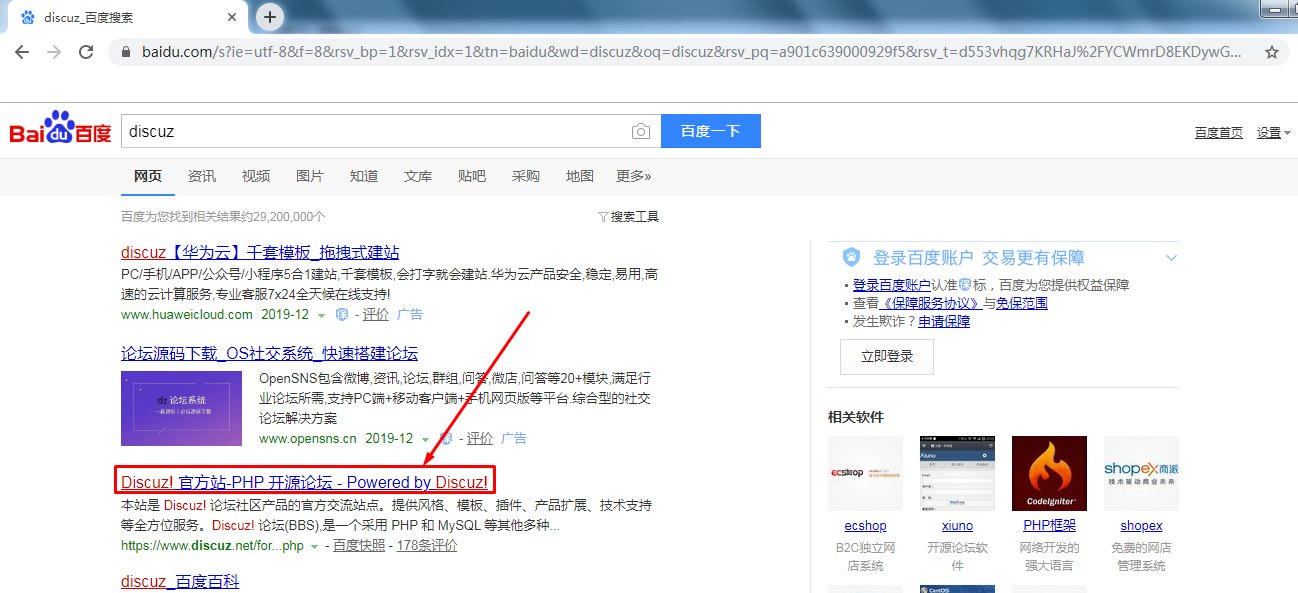 discuz_百度搜索
baidu.com/s?ie=utf-8&f=8&rsv_bp=1&rsv_idx=1&tn=baidu&wd=discuz&oq=discuz&rsv_pq=a901c639000929f5&rsv_t=d553vhqg7KRHaJ%2FYCWmrD8EKDywG...
Bai du 百度
discuz
百度一下
百度首页 设置
网页 资讯 视频 图片 知道 文库 贴吧 采购 地图 更多»
百度为您找到相关结果约29,200,000个
搜索工具
discuz【华为云】千套模板_拖拽式建站
PC/手机/APP/公众号/小程序5合1建站,千套模板,会打字就会建站.华为云产品安全,稳定,易用,高
速的云计算服务,专业客服7x24全天候在线支持!
www.huaweicloud.com 2019-12 保 - 评价 广告
论坛源码下载_OS社交系统_快速搭建论坛
dz 论坛系统
OpenSNS包含微博,资讯,论坛,群组,问答,微店,问答等20+模块,满足行
业论坛所需,支持PC端+移动客户端+手机网页版等平台.综合型的社交
论坛解决方案
www.opensns.cn 2019-12 保 - 评价 广告
Discuz! 官方站-PHP 开源论坛 - Powered by Discuz!
本站是 Discuz! 论坛社区产品的官方交流站点。提供风格、模板、插件、产品扩展、技术支持
等全方位服务。Discuz! 论坛(BBS),是一个采用 PHP 和 MySQL 等其他多种...
https://www.discuz.net/for...php - 百度快照 - 178条评价
discuz_百度百科
登录百度账户 交易更有保障
登录百度账户认准保标，百度为您提供权益保障
查看《保障服务协议》与免保范围
发生欺诈？申请保障
立即登录
相关软件
ecshop
Xiuno
CodeIgniter
shopex商派
技术驱动商业未来
ecshop xiuno PHP框架 shopex
B2C独立网 开源论坛软 网络开发的 免费的网店
店系统 件 强大语言 管理系统
CentOS